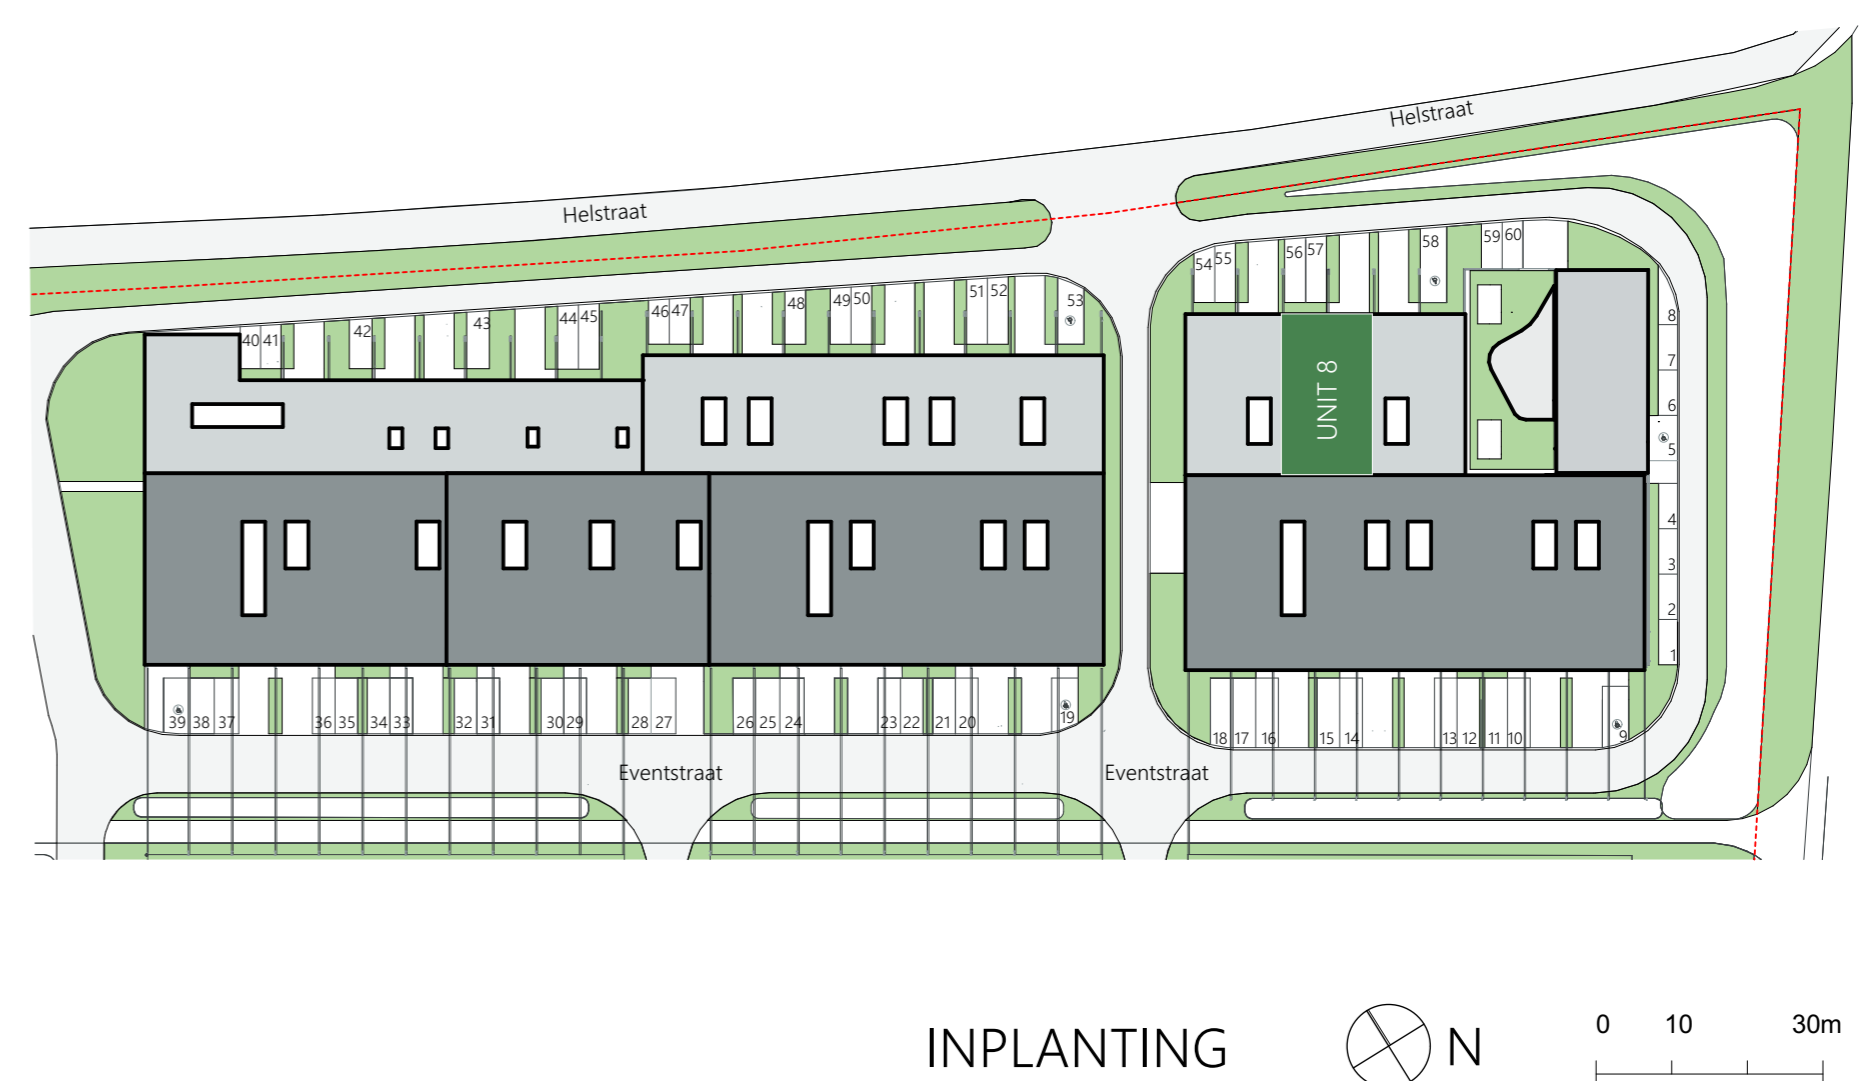 Helstraat
Helstraat
54 55 56 57 58 59 60
40 41 42 43 44 45 46 47 48 49 50 51 52 53
UNIT 8
8
7
6
5
4
3
2
1
39 38 37 36 35 34 33 32 31 30 29 28 27 26 25 24 23 22 21 20 19
18 17 16 15 14 13 12 11 10 9
Eventstraat
Eventstraat
INPLANTING
N
0 10 30m